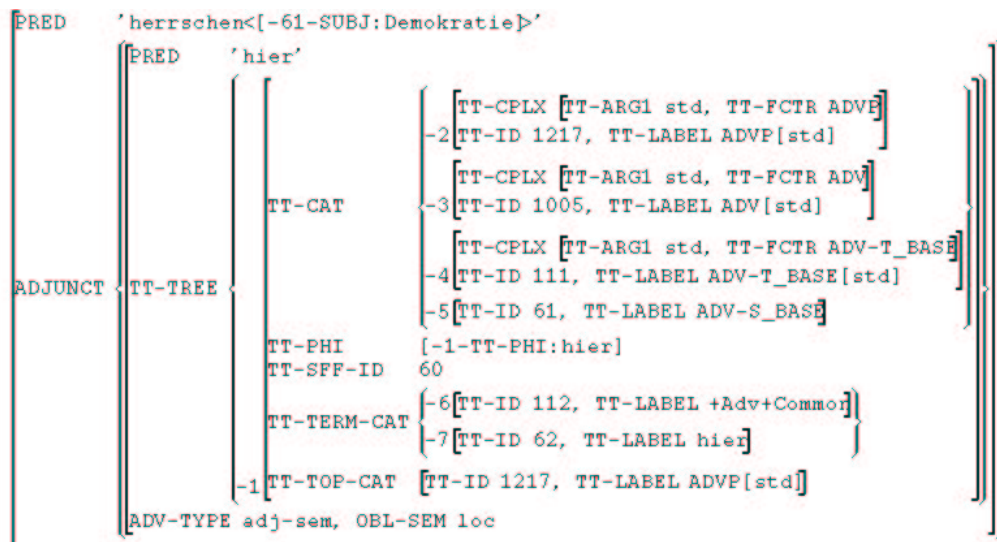 PRED 'herrschen<[-61-SUBJ:Demokratie]>'
PRED 'hier'
TT-CPLX [TT-ARG1 std, TT-FCTR ADVP]
-2[TT-ID 1217, TT-LABEL ADVP[std]
TT-CPLX [TT-ARG1 std, TT-FCTR ADV]
TT-CAT -3[TT-ID 1005, TT-LABEL ADV[std]
TT-CPLX [TT-ARG1 std, TT-FCTR ADV-T_BASE]
-4[TT-ID 111, TT-LABEL ADV-T_BASE[std]
ADJUNCT TT-TREE
-5[TT-ID 61, TT-LABEL ADV-S_BASE]
TT-PHI [-1-TT-PHI:hier]
TT-SFF-ID 60
-6[TT-ID 112, TT-LABEL +Adv+Common]
TT-TERM-CAT
-7[TT-ID 62, TT-LABEL hier]
-1 TT-TOP-CAT [TT-ID 1217, TT-LABEL ADVP[std]]
ADV-TYPE adj-sem, OBL-SEM loc